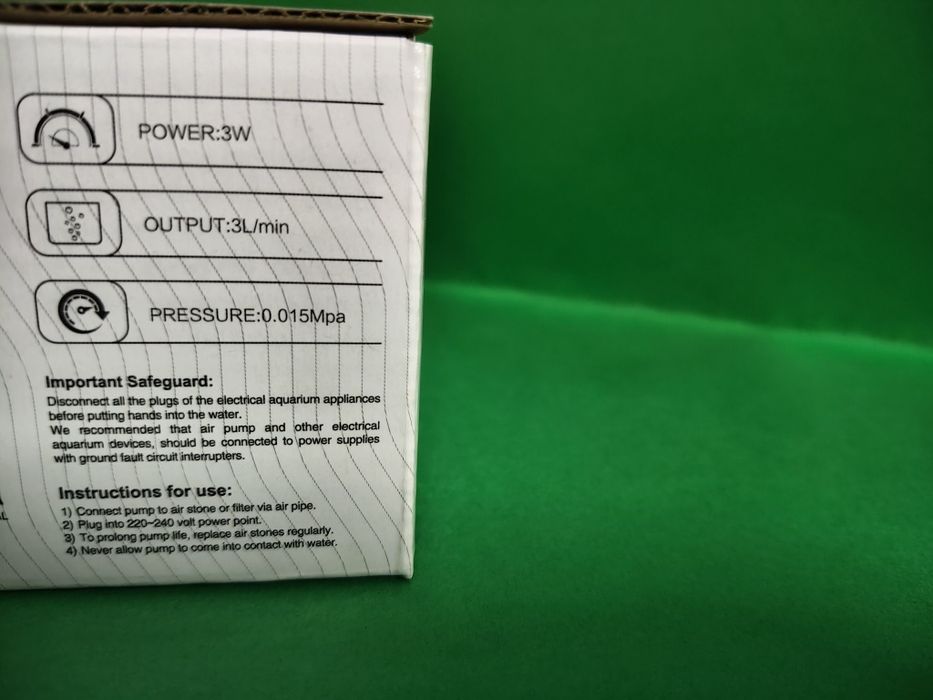 POWER:3W
OUTPUT:3L/min
PRESSURE:0.015Mpa
Important Safeguard:
Disconnect all the plugs of the electrical aquarium appliances
before putting hands into the water.
We recommended that air pump and other electrical
aquarium devices, should be connected to power supplies
with ground fault circuit interrupters.
Instructions for use:
1) Connect pump to air stone or filter via air pipe.
2) Plug into 220~240 volt power point.
3) To prolong pump life, replace air stones regularly.
4) Never allow pump to come into contact with water.